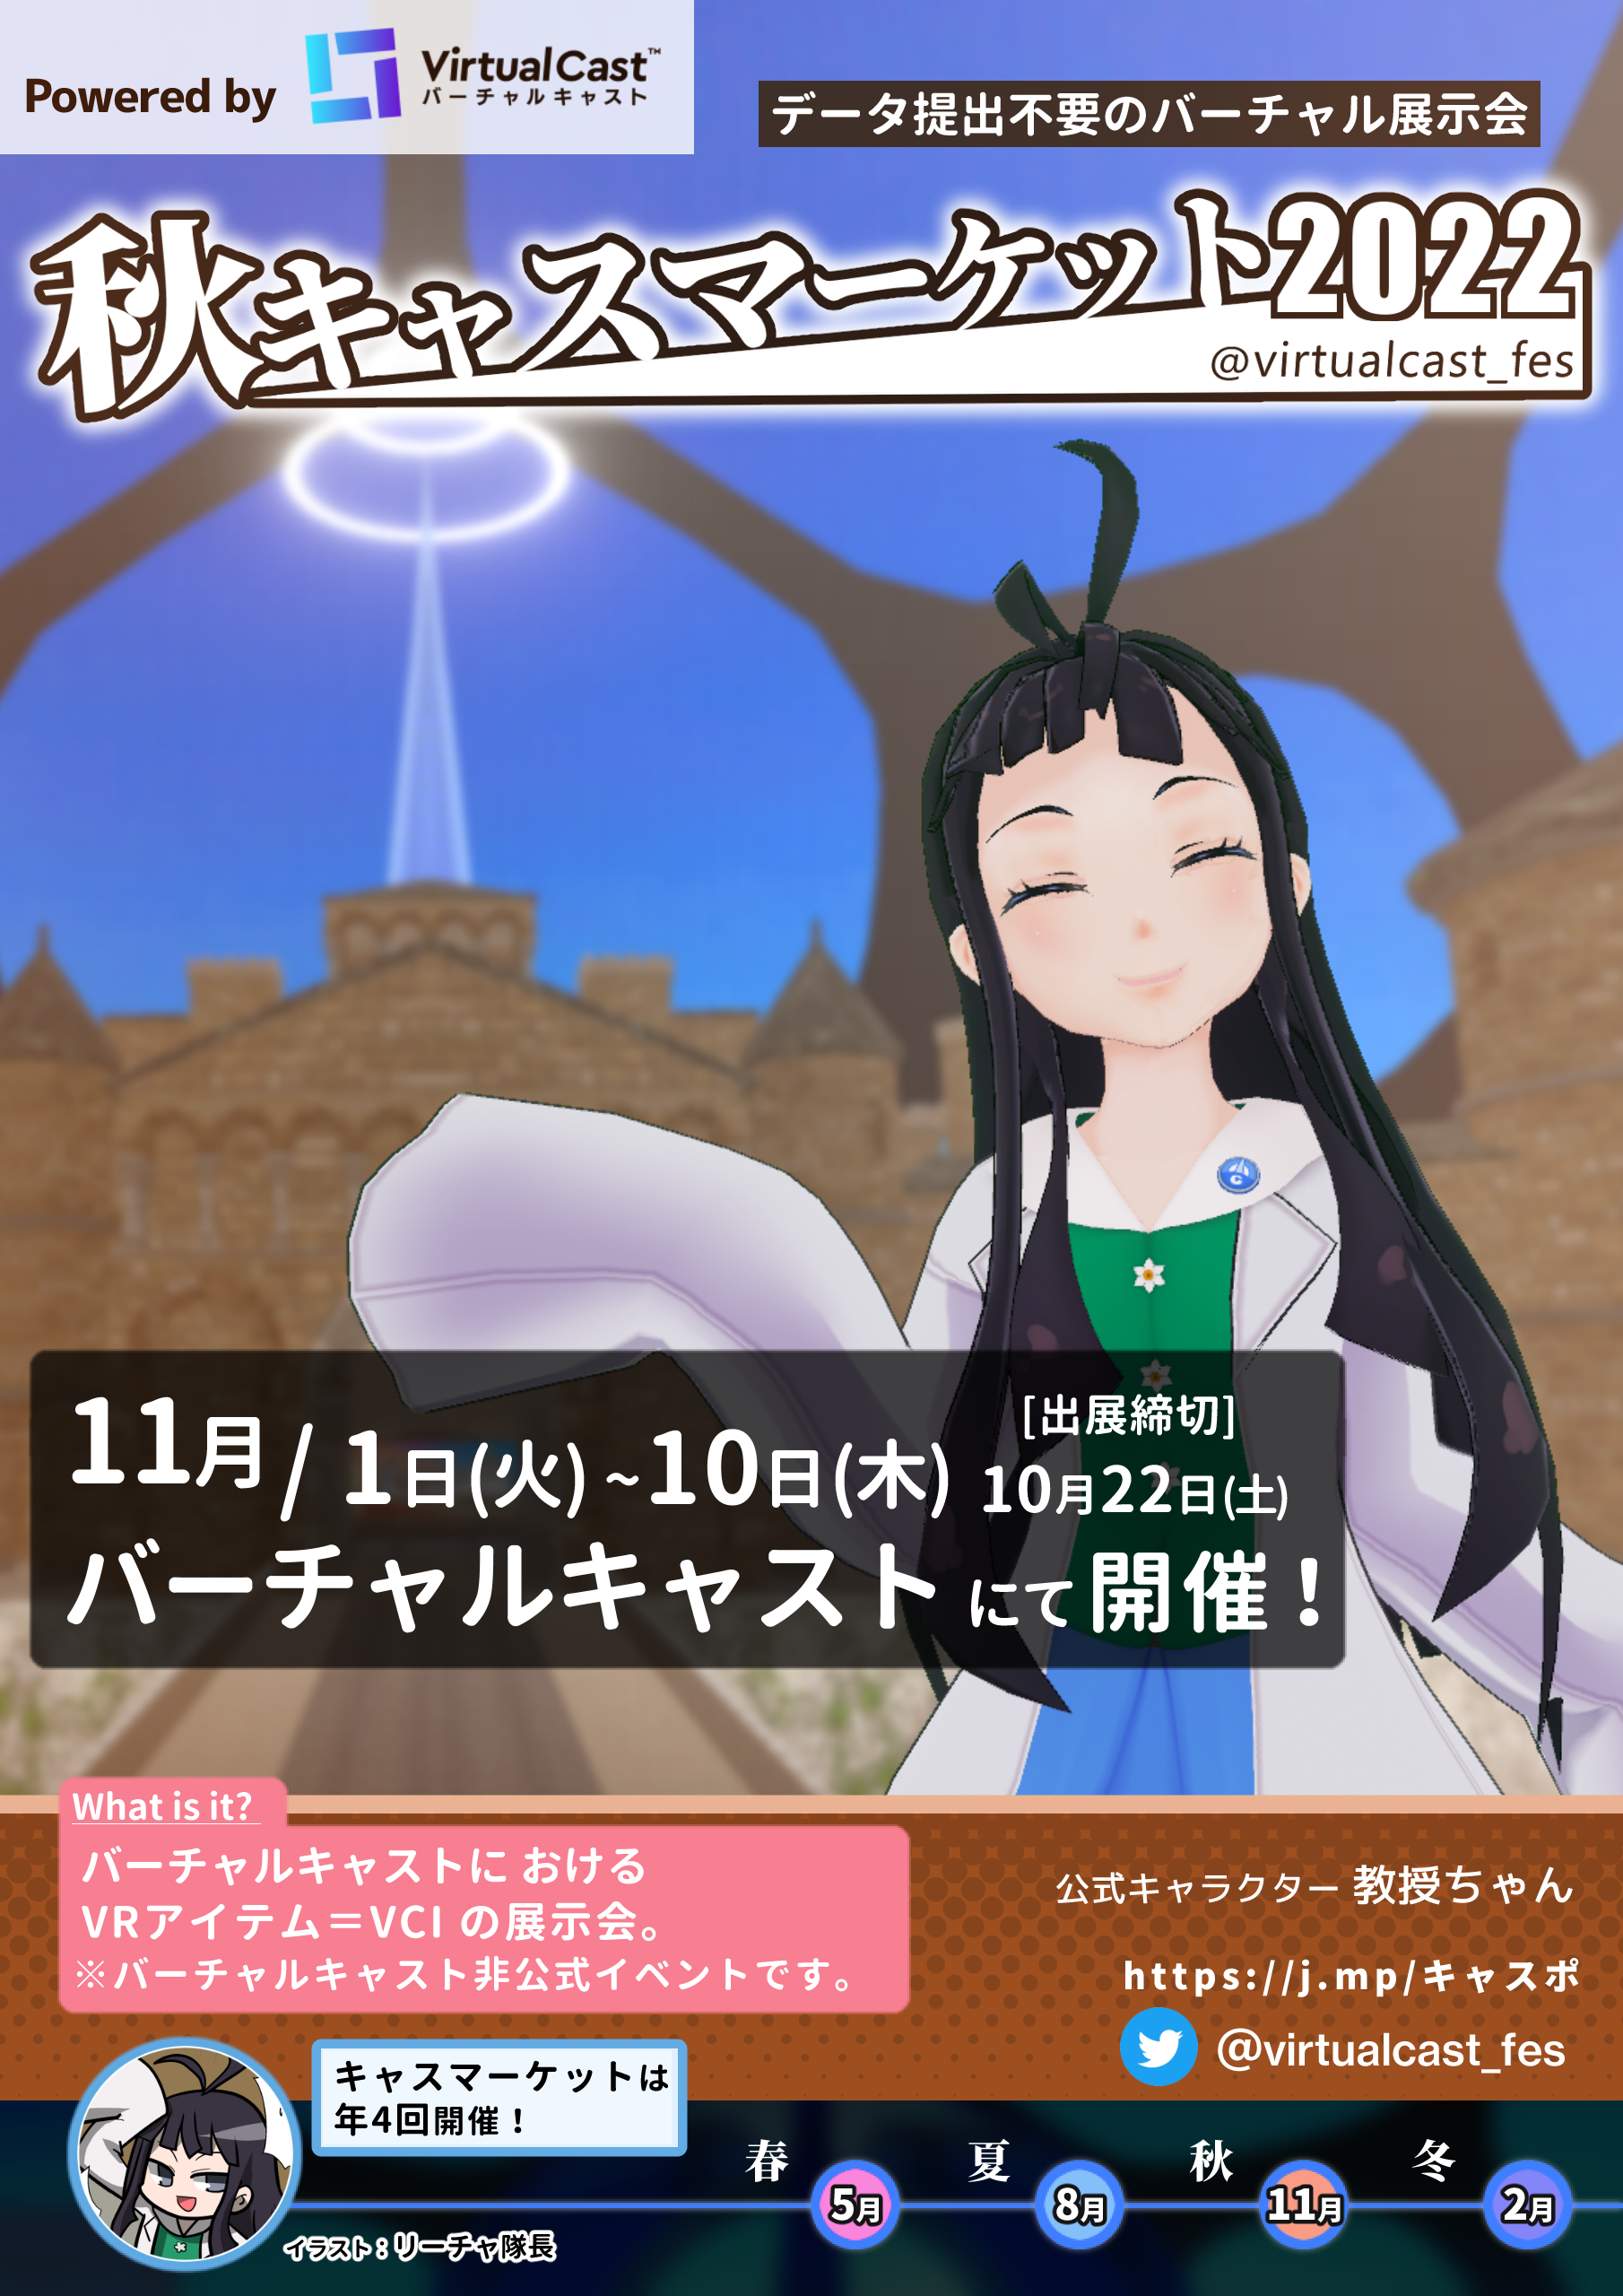 Powered by
VirtualCast™
バーチャルキャスト
データ提出不要のバーチャル展示会
秋キャスマーケット2022
@virtualcast_fes
C
[出展締切]
11月/1日(火)~10日(木) 10月22日(土)
バーチャルキャストにて開催！
What is it?
バーチャルキャストに おける
VRアイテム＝VCI の展示会。
※バーチャルキャスト非公式イベントです。
公式キャラクター 教授ちゃん
https://j.mp/キャスポ
@virtualcast_fes
キャスマーケットは
年4回開催！
春 夏 秋 冬
5月 8月 11月 2月
イラスト：リーチャ隊長